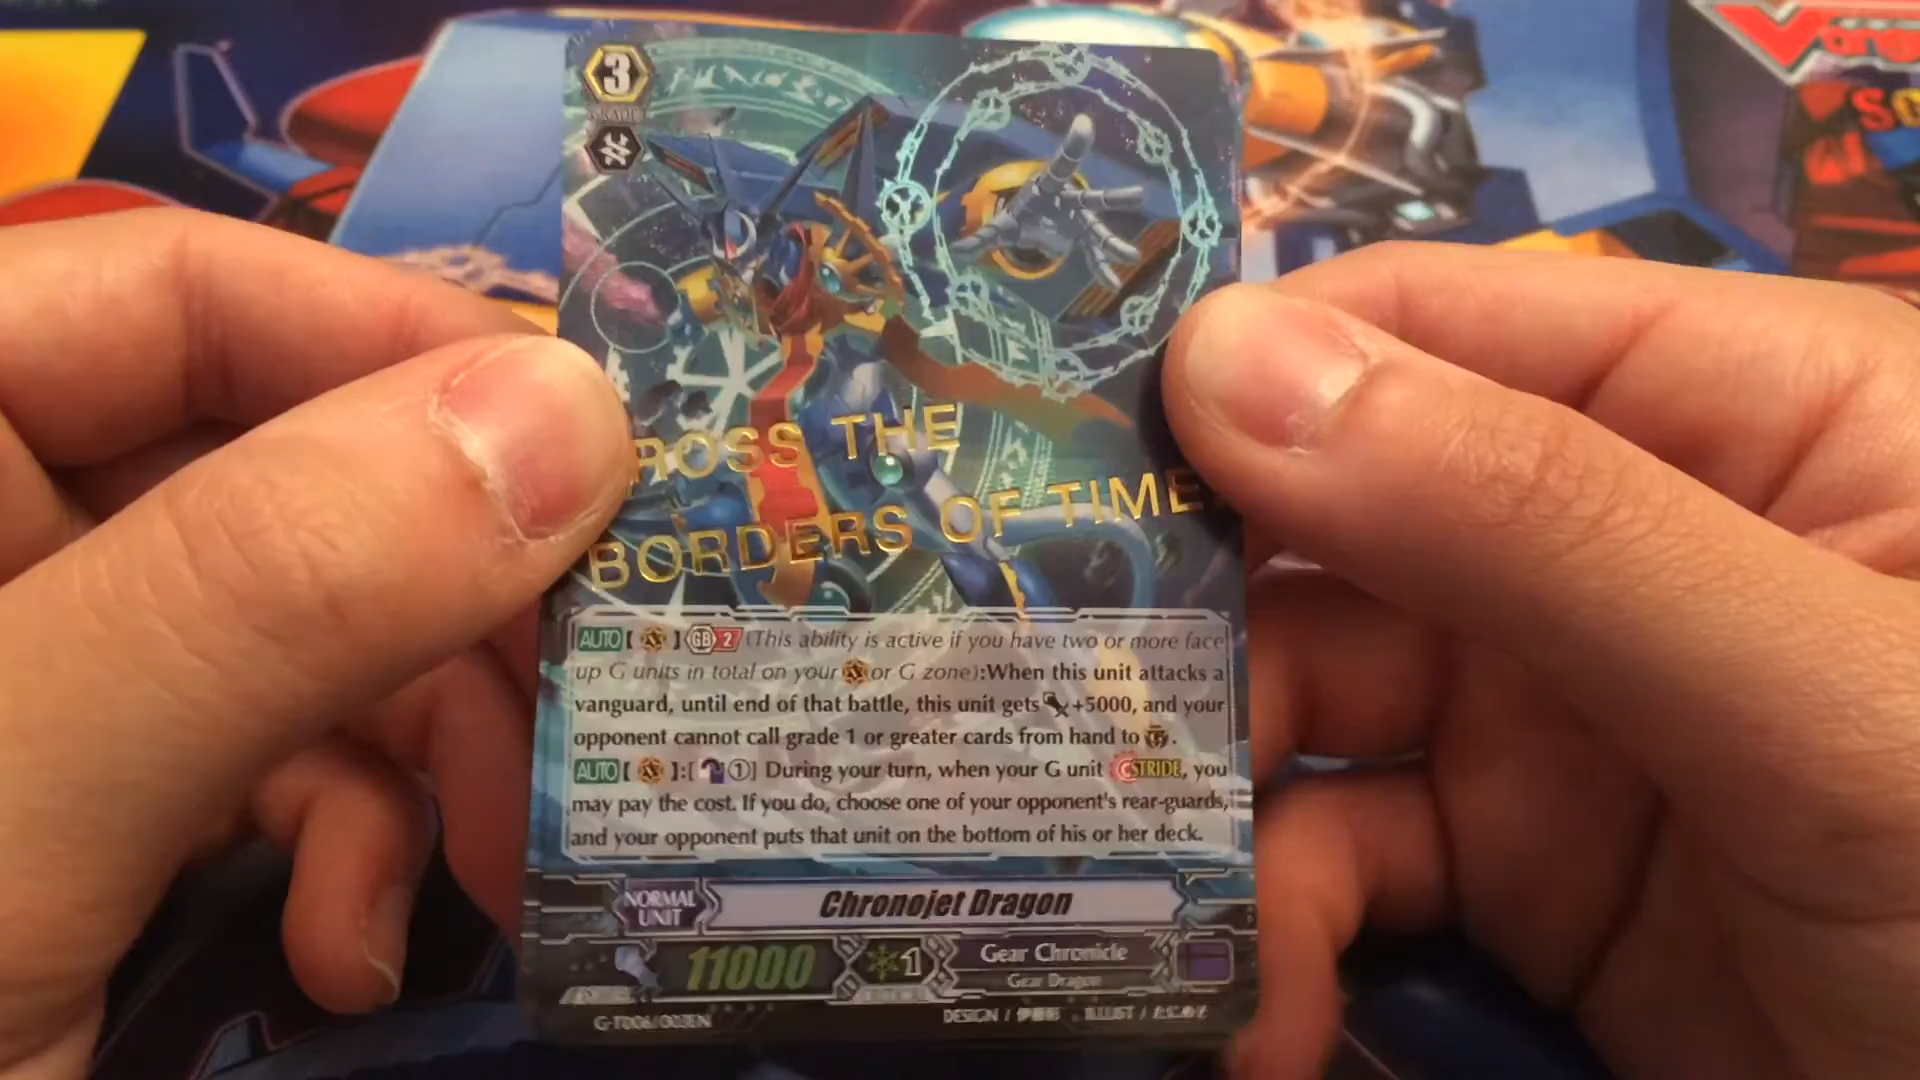 3
GRADE
ROSS THE
BORDERS OF TIME
AUTO【 】GB 2 (This ability is active if you have two or more face
up G units in total on your or G zone):When this unit attacks a
vanguard, until end of that battle, this unit gets +5000, and your
opponent cannot call grade 1 or greater cards from hand to .
AUTO【 】:[ ①] During your turn, when your G unit STRIDE, you
may pay the cost. If you do, choose one of your opponent's rear-guards,
and your opponent puts that unit on the bottom of his or her deck.
NORMAL
UNIT
Chronojet Dragon
11000
1
Gear Chronicle
Gear Dragon
DESIGN / 伊藤彰
ILLUST /